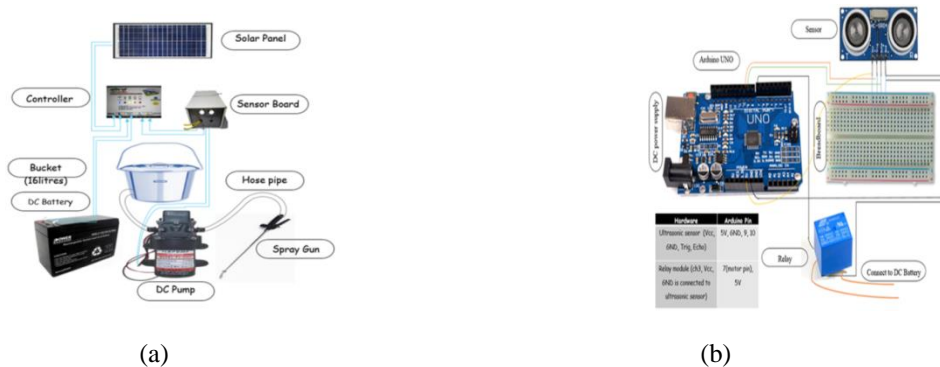 Solar Panel
Controller
Sensor Board
Bucket
(16litres)
DC Battery
Hose pipe
Spray Gun
DC Pump
(a)
Sensor
Arduino UNO
DC power supply
UNO
Breadboard
Hardware Arduino Pin
Ultrasonic sensor (Vcc, GND, Trig, Echo) 5V, GND, 9, 10
Relay module (ch3, Vcc, GND is connected to ultrasonic sensor) 7(motor pin), 5V
Relay
Connect to DC Battery
(b)